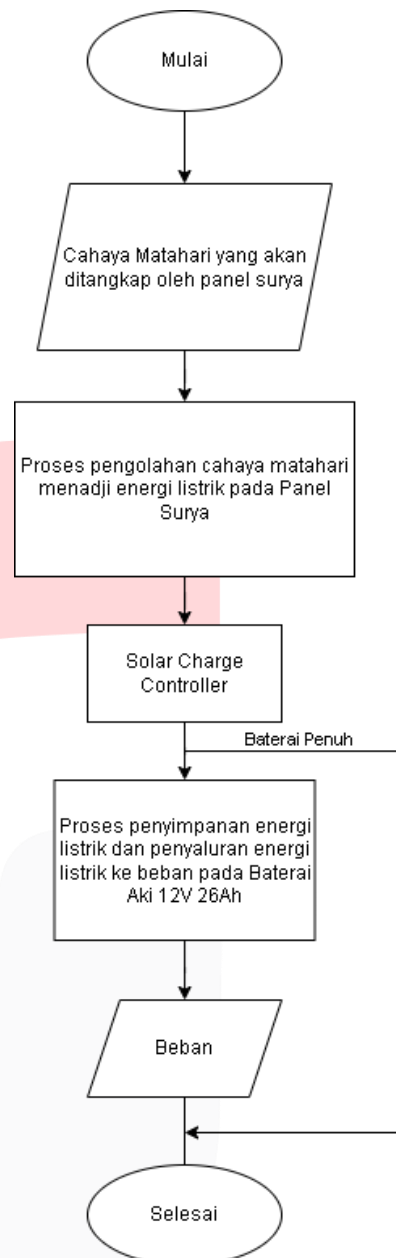 Mulai
Cahaya Matahari yang akan
ditangkap oleh panel surya
Proses pengolahan cahaya matahari
menadji energi listrik pada Panel
Surya
Solar Charge
Controller
Baterai Penuh
Proses penyimpanan energi
listrik dan penyaluran energi
listrik ke beban pada Baterai
Aki 12V 26Ah
Beban
Selesai